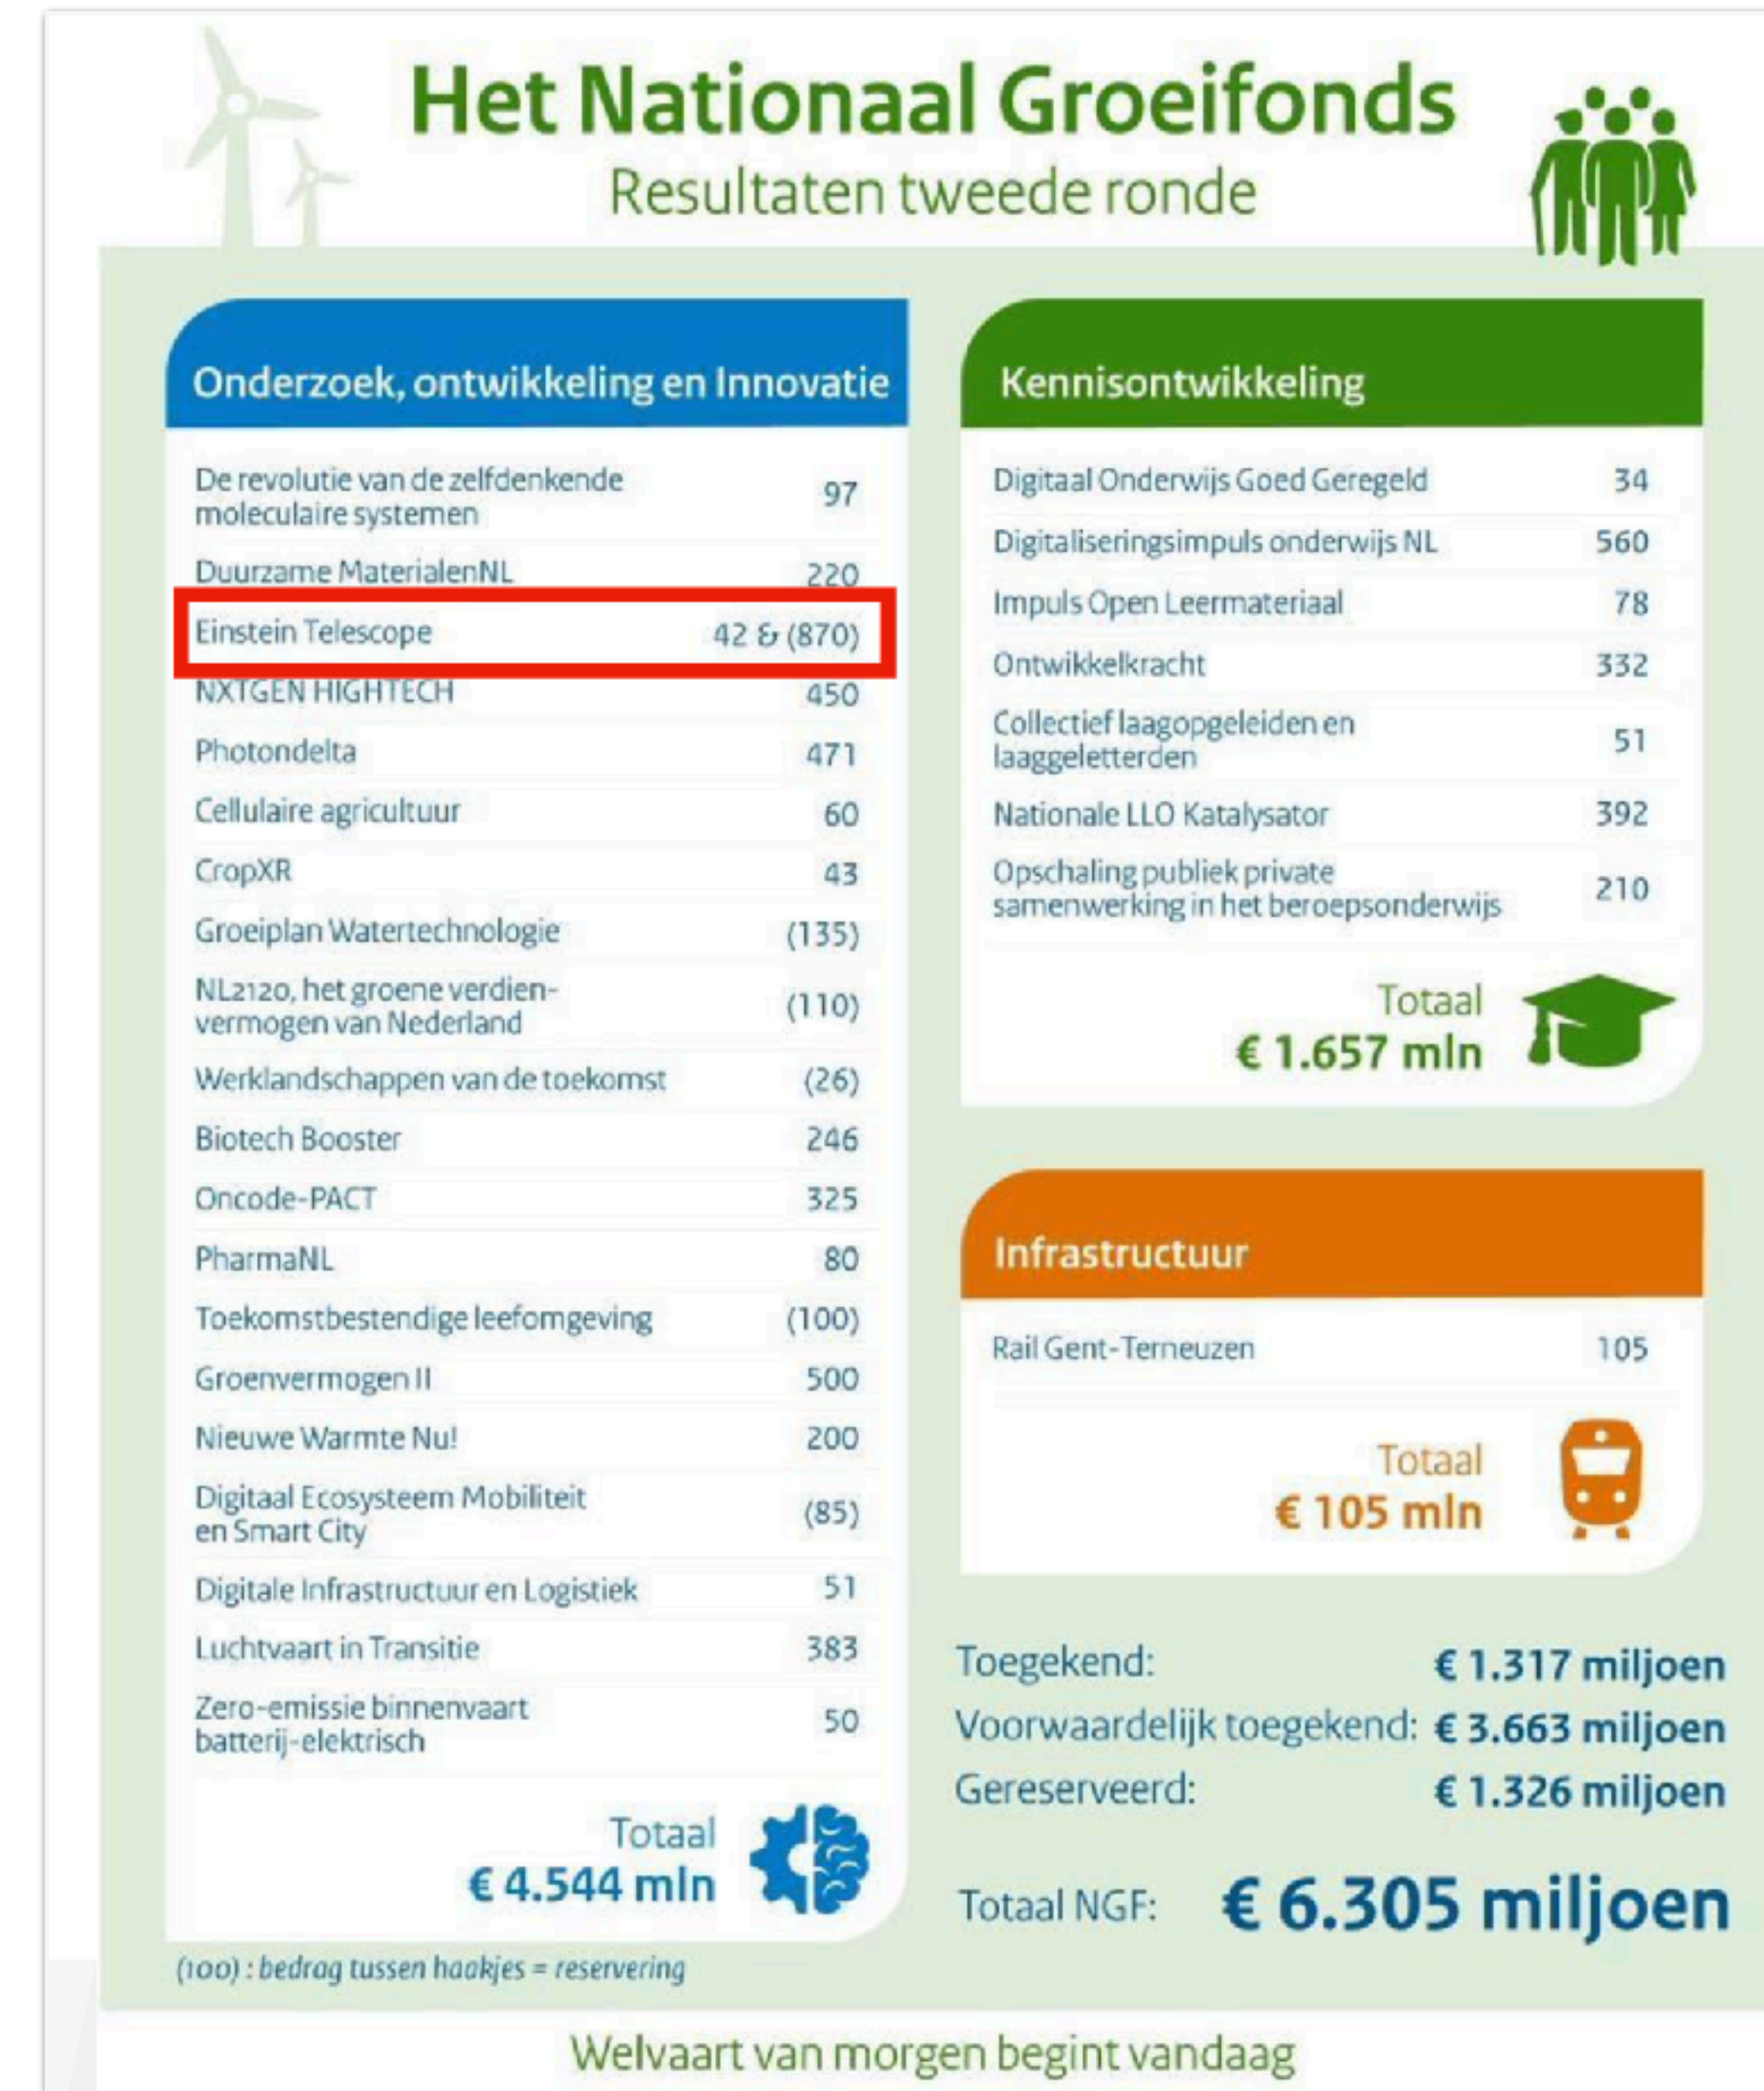 Het Nationaal Groeifonds
Resultaten tweede ronde
Onderzoek, ontwikkeling en Innovatie
De revolutie van de zelfdenkende
moleculaire systemen 97
Duurzame MaterialenNL 220
Einstein Telescope 42 & (870)
NXTGEN HIGHTECH 450
Photondelta 471
Cellulaire agricultuur 60
CropXR 43
Groeiplan Watertechnologie (135)
NL2120, het groene verdien-
vermogen van Nederland (110)
Werklandschappen van de toekomst (26)
Biotech Booster 246
Oncode-PACT 325
PharmaNL 80
Toekomstbestendige leefomgeving (100)
Groenvermogen II 500
Nieuwe Warmte Nu! 200
Digitaal Ecosysteem Mobiliteit
en Smart City (85)
Digitale Infrastructuur en Logistiek 51
Luchtvaart in Transitie 383
Zero-emissie binnenvaart
batterij-elektrisch 50
Totaal
€ 4.544 mln
(100) : bedrag tussen haakjes = reservering
Kennisontwikkeling
Digitaal Onderwijs Goed Geregeld 34
Digitaliseringsimpuls onderwijs NL 560
Impuls Open Leermateriaal 78
Ontwikkelkracht 332
Collectief laagopgeleiden en
laaggeletterden 51
Nationale LLO Katalysator 392
Opschaling publiek private
samenwerking in het beroepsonderwijs 210
Totaal
€ 1.657 mln
Infrastructuur
Rail Gent-Terneuzen 105
Totaal
€ 105 mln
Toegekend: € 1.317 miljoen
Voorwaardelijk toegekend: € 3.663 miljoen
Gereserveerd: € 1.326 miljoen
Totaal NGF: € 6.305 miljoen
Welvaart van morgen begint vandaag